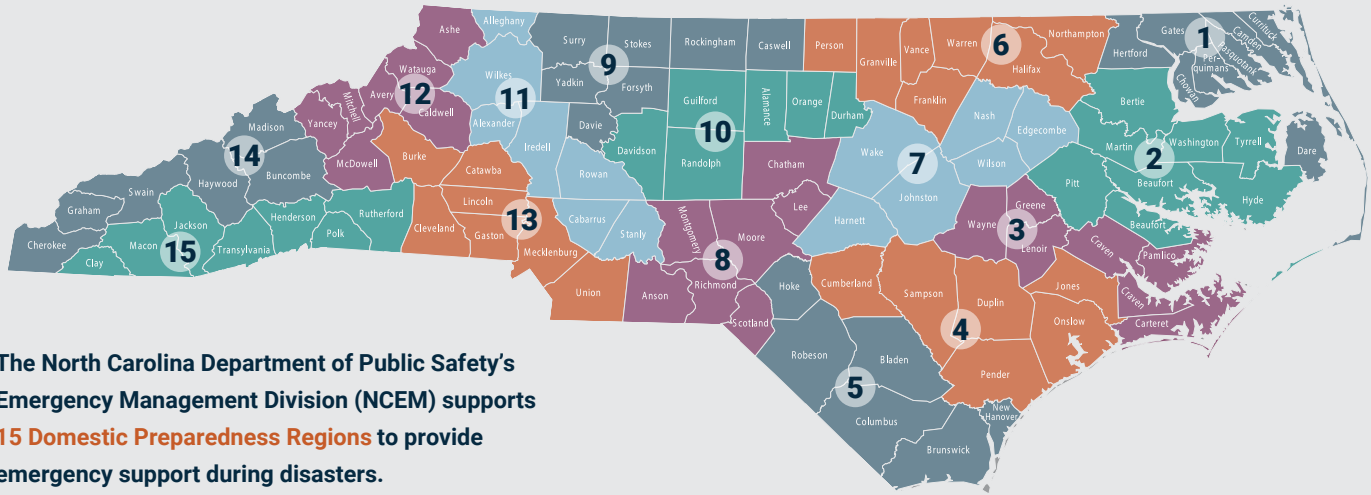 Alleghany
Ashe
Surry
Stokes
Rockingham
Caswell
Person
Granville
Vance
Warren
Northampton
6
Halifax
Franklin
Hertford
Gates
1
Currituck
Camden
Pasquotank
Per-
quimans
Chowan
9
Yadkin
Forsyth
Davie
Watauga
Avery
12
Mitchell
Yancey
Caldwell
McDowell
Wilkes
11
Alexander
Iredell
Rowan
Cabarrus
Stanly
Guilford
Alamance
Orange
Durham
10
Davidson
Randolph
Nash
Edgecombe
Wake
7
Wilson
Johnston
Harnett
Bertie
Martin
Washington
Tyrrell
2
Dare
Pitt
Beaufort
Hyde
Beaufort
Madison
14
Buncombe
Haywood
Swain
Graham
Cherokee
Jackson
Macon
15
Clay
Transylvania
Henderson
Polk
Rutherford
Burke
Catawba
Lincoln
13
Cleveland
Gaston
Mecklenburg
Union
Chatham
Lee
Montgomery
Moore
8
Richmond
Anson
Scotland
Greene
Wayne
3
Lenoir
Craven
Pamlico
Craven
Carteret
Cumberland
Sampson
Duplin
Jones
Onslow
4
Pender
Hoke
Robeson
Bladen
5
Columbus
New
Hanover
Brunswick
The North Carolina Department of Public Safety’s
Emergency Management Division (NCEM) supports
15 Domestic Preparedness Regions to provide
emergency support during disasters.